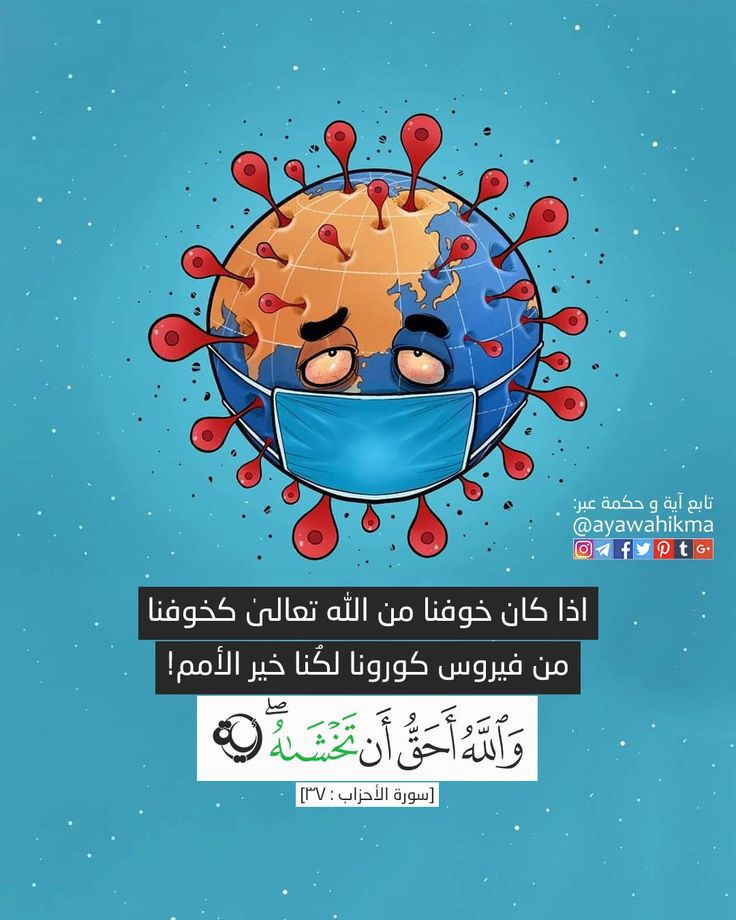 تابع آية و حكمة عبر:
@ayawahikma
اذا كان خوفنا من الله تعالىٰ كخوفنا
من فيروس كورونا لكُنا خير الأمم!
وَٱللَّهُ أَحَقُّ أَن تَخۡشَىٰهُۖ آية
[سورة الأحزاب : ٣٧]